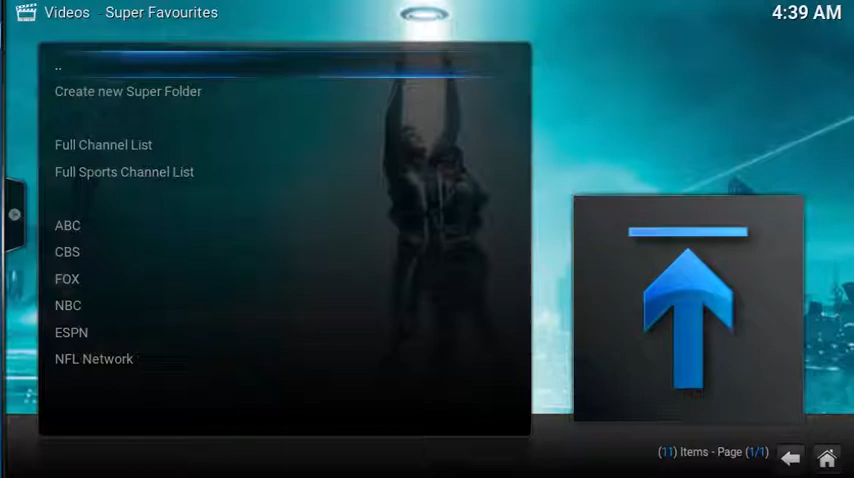 Videos - Super Favourites
4:39 AM
..
Create new Super Folder
Full Channel List
Full Sports Channel List
ABC
CBS
FOX
NBC
ESPN
NFL Network
(11) Items - Page (1/1)